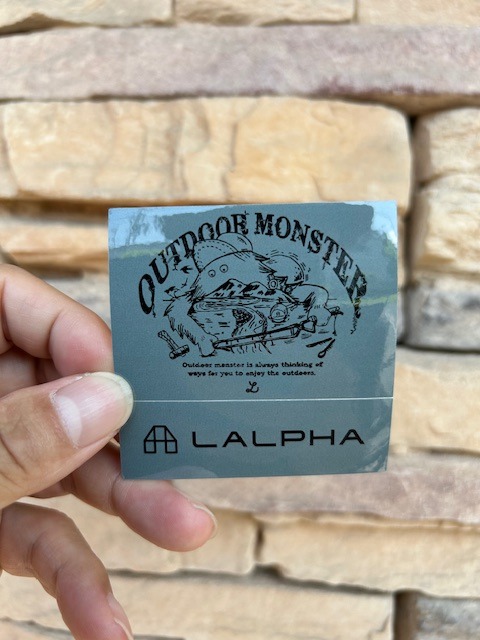 OUTDOOR MONSTER
Outdoor monster is always thinking of
ways for you to enjoy the outdoors.
L
LALPHA